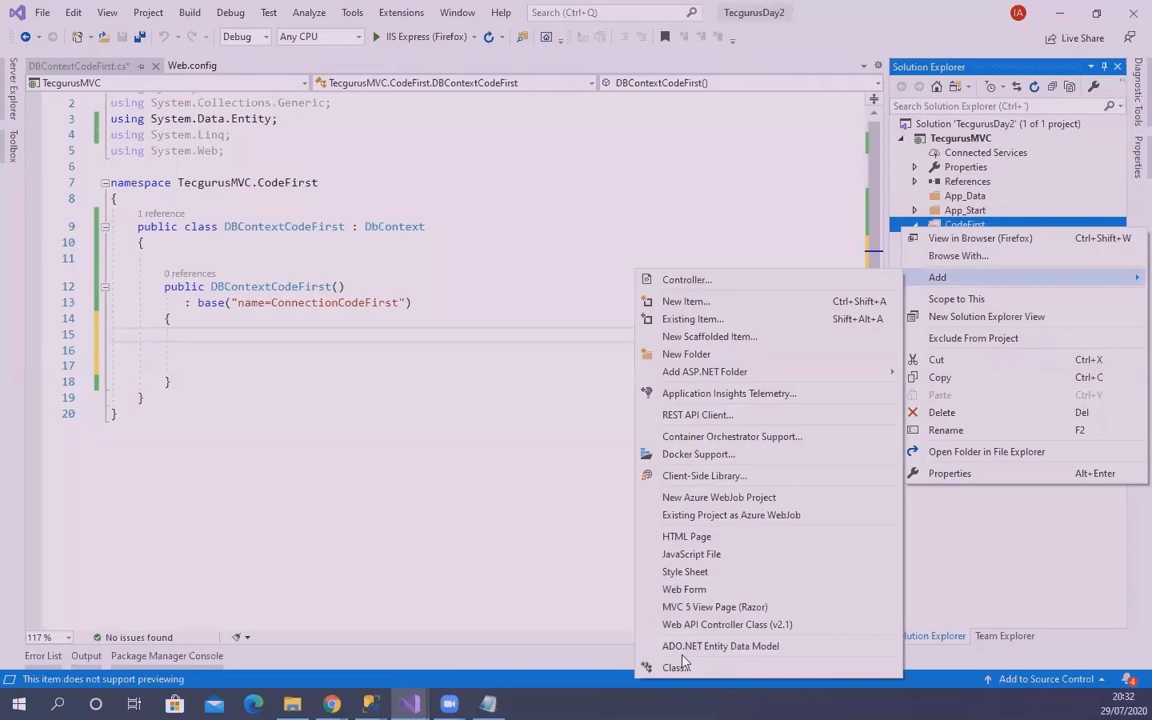 File Edit View Project Build Debug Test Analyze Tools Extensions Window Help Search (Ctrl+Q) TecgurusDay2 IA
Debug Any CPU IIS Express (Firefox) Live Share
DBContextCodeFirst.cs* Web.config
TecgurusMVC TecgurusMVC.CodeFirst.DBContextCodeFirst DBContextCodeFirst()
Server Explorer
Toolbox
2 using System.Collections.Generic;
3 using System.Data.Entity;
4 using System.Linq;
5 using System.Web;
6
7 namespace TecgurusMVC.CodeFirst
8 {
1 reference
9 public class DBContextCodeFirst : DbContext
10 {
11
0 references
12 public DBContextCodeFirst()
13 : base("name=ConnectionCodeFirst")
14 {
15
16
17
18 }
19 }
20 }
117 % No issues found
Error List Output Package Manager Console
This item does not support previewing
Solution Explorer
Search Solution Explorer (Ctrl+')
Solution 'TecgurusDay2' (1 of 1 project)
TecgurusMVC
Connected Services
Properties
References
App_Data
App_Start
CodeFirst
Diagnostic Tools
Properties
View in Browser (Firefox) Ctrl+Shift+W
Browse With...
Add
Scope to This
New Solution Explorer View
Exclude From Project
Cut Ctrl+X
Copy Ctrl+C
Paste Ctrl+V
Delete Del
Rename F2
Open Folder in File Explorer
Properties Alt+Enter
Controller...
New Item... Ctrl+Shift+A
Existing Item... Shift+Alt+A
New Scaffolded Item...
New Folder
Add ASP.NET Folder
Application Insights Telemetry...
REST API Client...
Container Orchestrator Support...
Docker Support...
Client-Side Library...
New Azure WebJob Project
Existing Project as Azure WebJob
HTML Page
JavaScript File
Style Sheet
Web Form
MVC 5 View Page (Razor)
Web API Controller Class (v2.1)
ADO.NET Entity Data Model
Class...
lution Explorer Team Explorer
Add to Source Control 4
20:32
29/07/2020